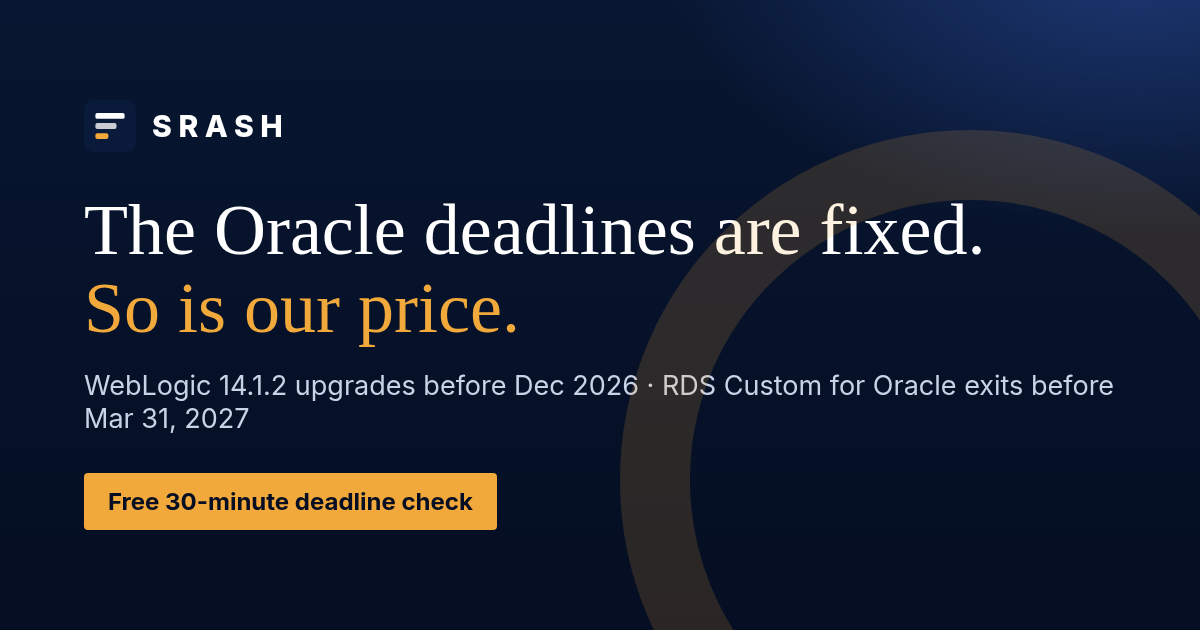 SRASH
The Oracle deadlines are fixed.
So is our price.
WebLogic 14.1.2 upgrades before Dec 2026 · RDS Custom for Oracle exits before
Mar 31, 2027
Free 30-minute deadline check